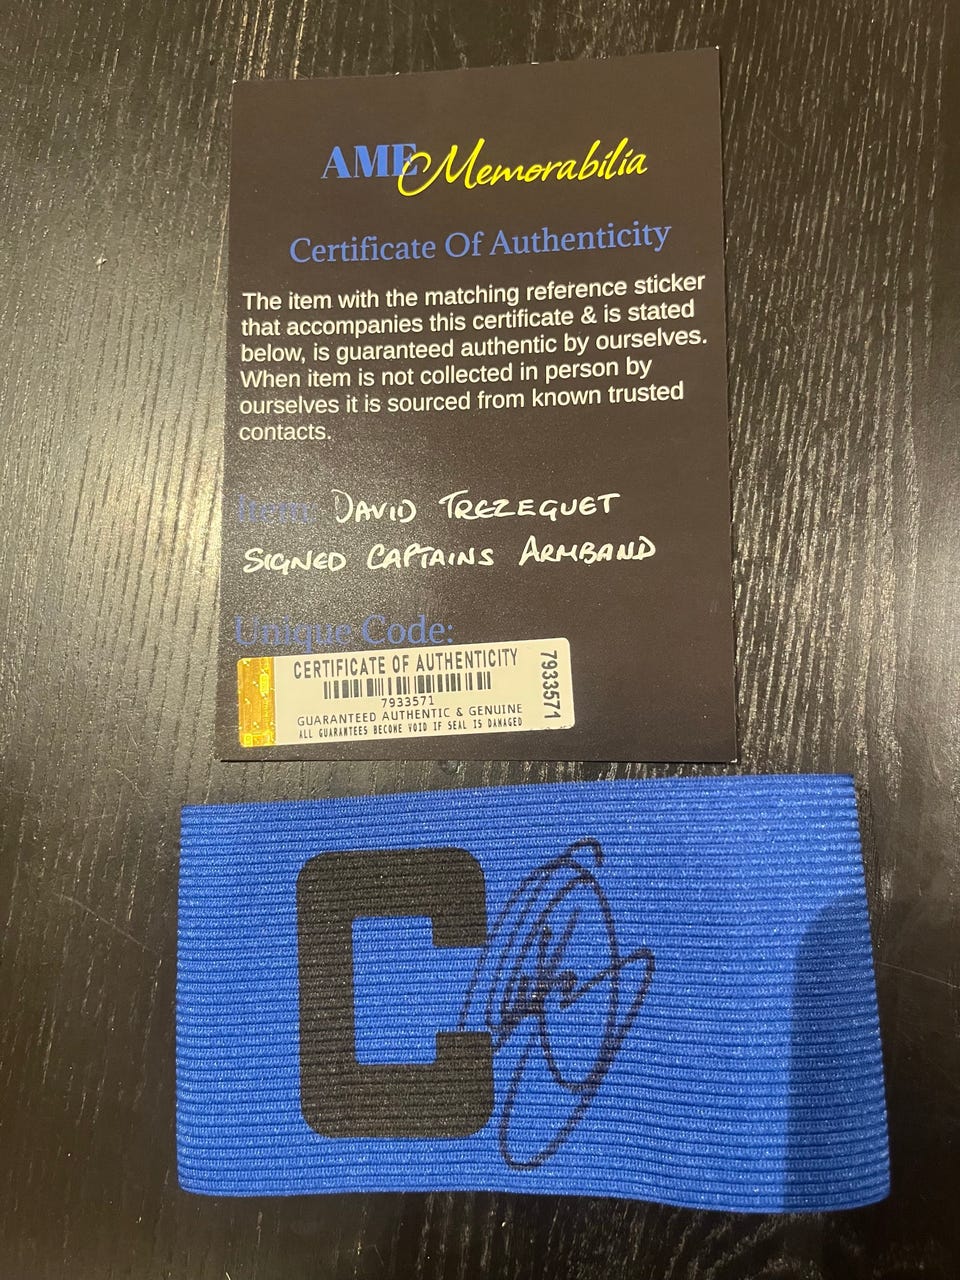 AME Memorabilia
Certificate Of Authenticity
The item with the matching reference sticker
that accompanies this certificate & is stated
below, is guaranteed authentic by ourselves.
When item is not collected in person by
ourselves it is sourced from known trusted
contacts.
Item: DAVID TREZEGUET
SIGNED CAPTAINS ARMBAND
Unique Code:
CERTIFICATE OF AUTHENTICITY
7933571
GUARANTEED AUTHENTIC & GENUINE
ALL GUARANTEES BECOME VOID IF SEAL IS DAMAGED
7933571
C